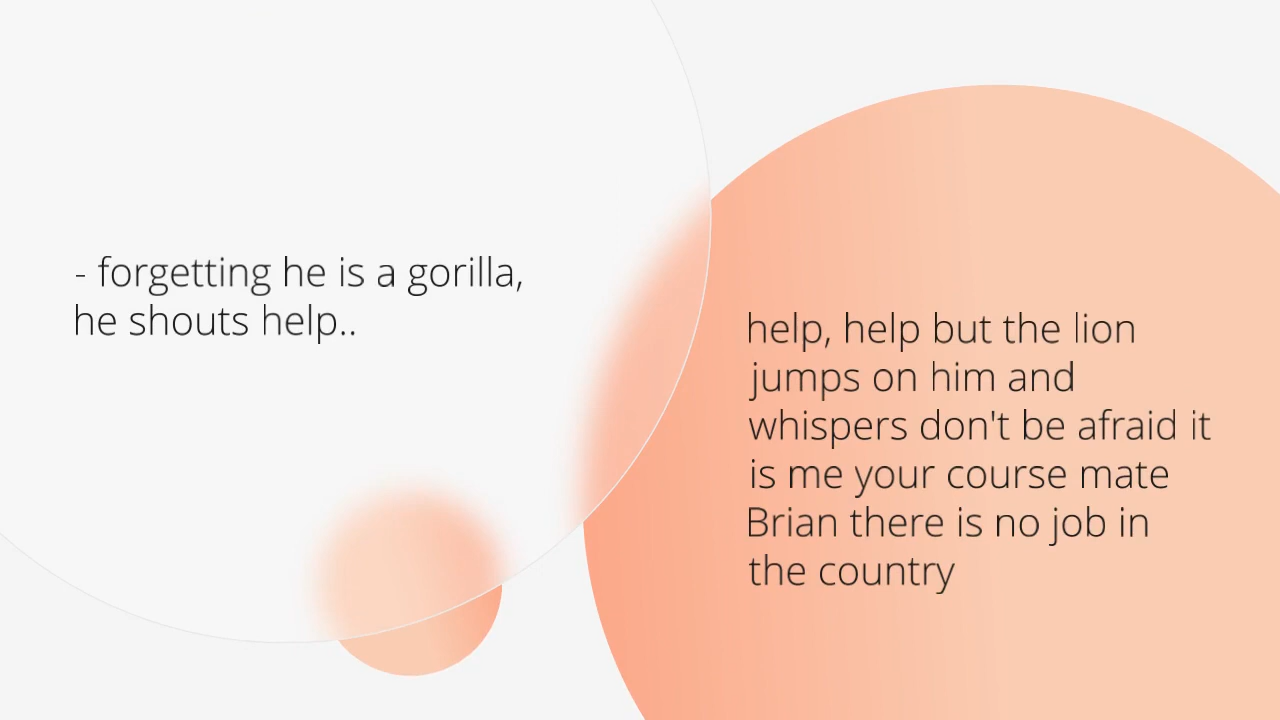 - forgetting he is a gorilla,
he shouts help..
help, help but the lion
jumps on him and
whispers don't be afraid it
is me your course mate
Brian there is no job in
the country